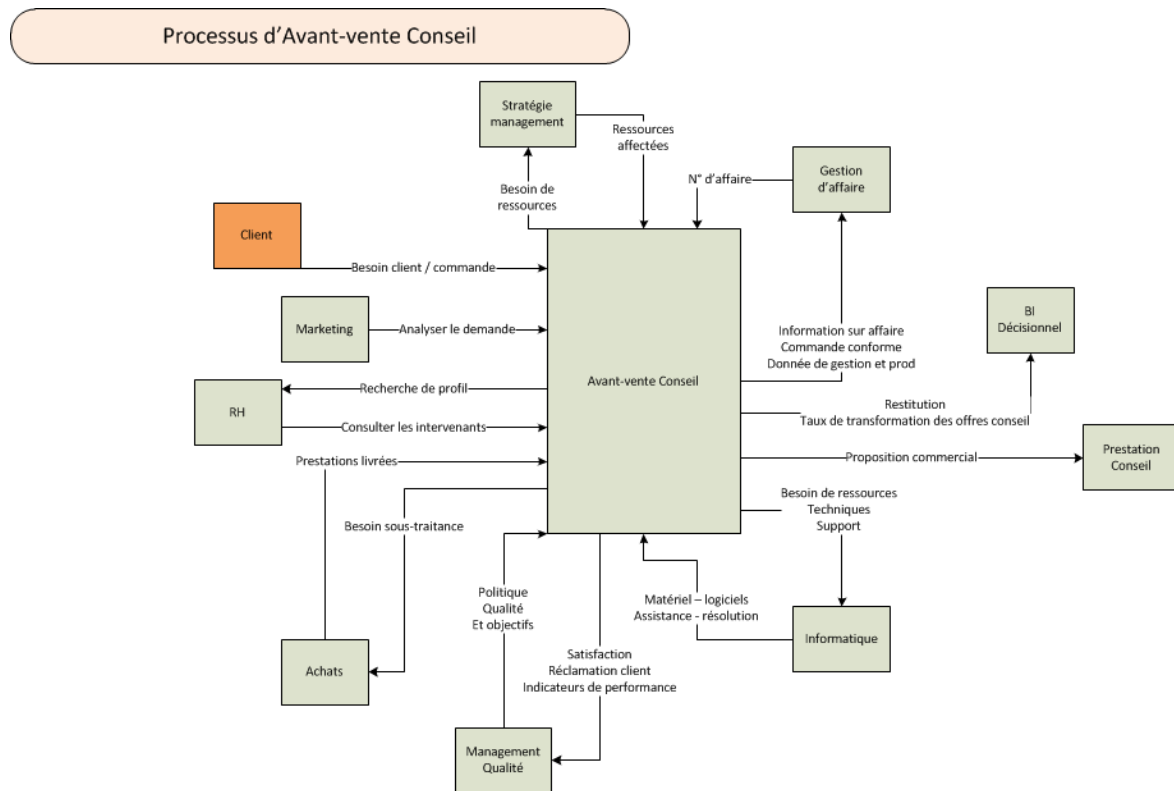 Processus d'Avant-vente Conseil
Stratégie
management
Ressources
affectées
N° d'affaire
Gestion
d'affaire
Besoin de
ressources
Client
Besoin client / commande
Marketing
Analyser le demande
BI
Décisionnel
Information sur affaire
Commande conforme
Donnée de gestion et prod
Avant-vente Conseil
RH
Recherche de profil
Consulter les intervenants
Restitution
Taux de transformation des offres conseil
Prestations livrées
Proposition commercial
Prestation
Conseil
Besoin sous-traitance
Besoin de ressources
Techniques
Support
Politique
Qualité
Et objectifs
Matériel – logiciels
Assistance - résolution
Informatique
Achats
Satisfaction
Réclamation client
Indicateurs de performance
Management
Qualité